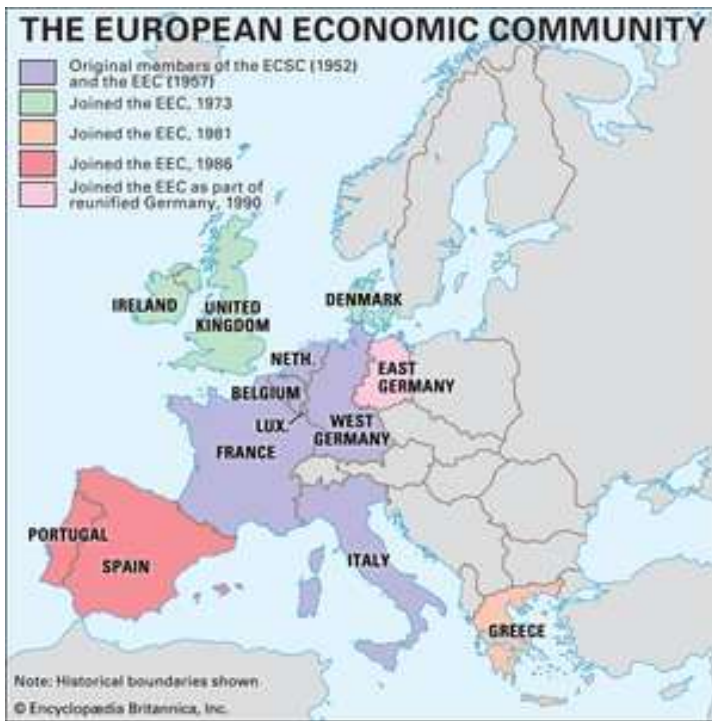 THE EUROPEAN ECONOMIC COMMUNITY
Original members of the ECSC (1952)
and the EEC (1957)
Joined the EEC, 1973
Joined the EEC, 1981
Joined the EEC, 1986
Joined the EEC as part of
reunified Germany, 1990
IRELAND
UNITED
KINGDOM
DENMARK
NETH.
EAST
GERMANY
BELGIUM
LUX.
WEST
GERMANY
FRANCE
PORTUGAL
SPAIN
ITALY
GREECE
Note: Historical boundaries shown
© Encyclopædia Britannica, Inc.